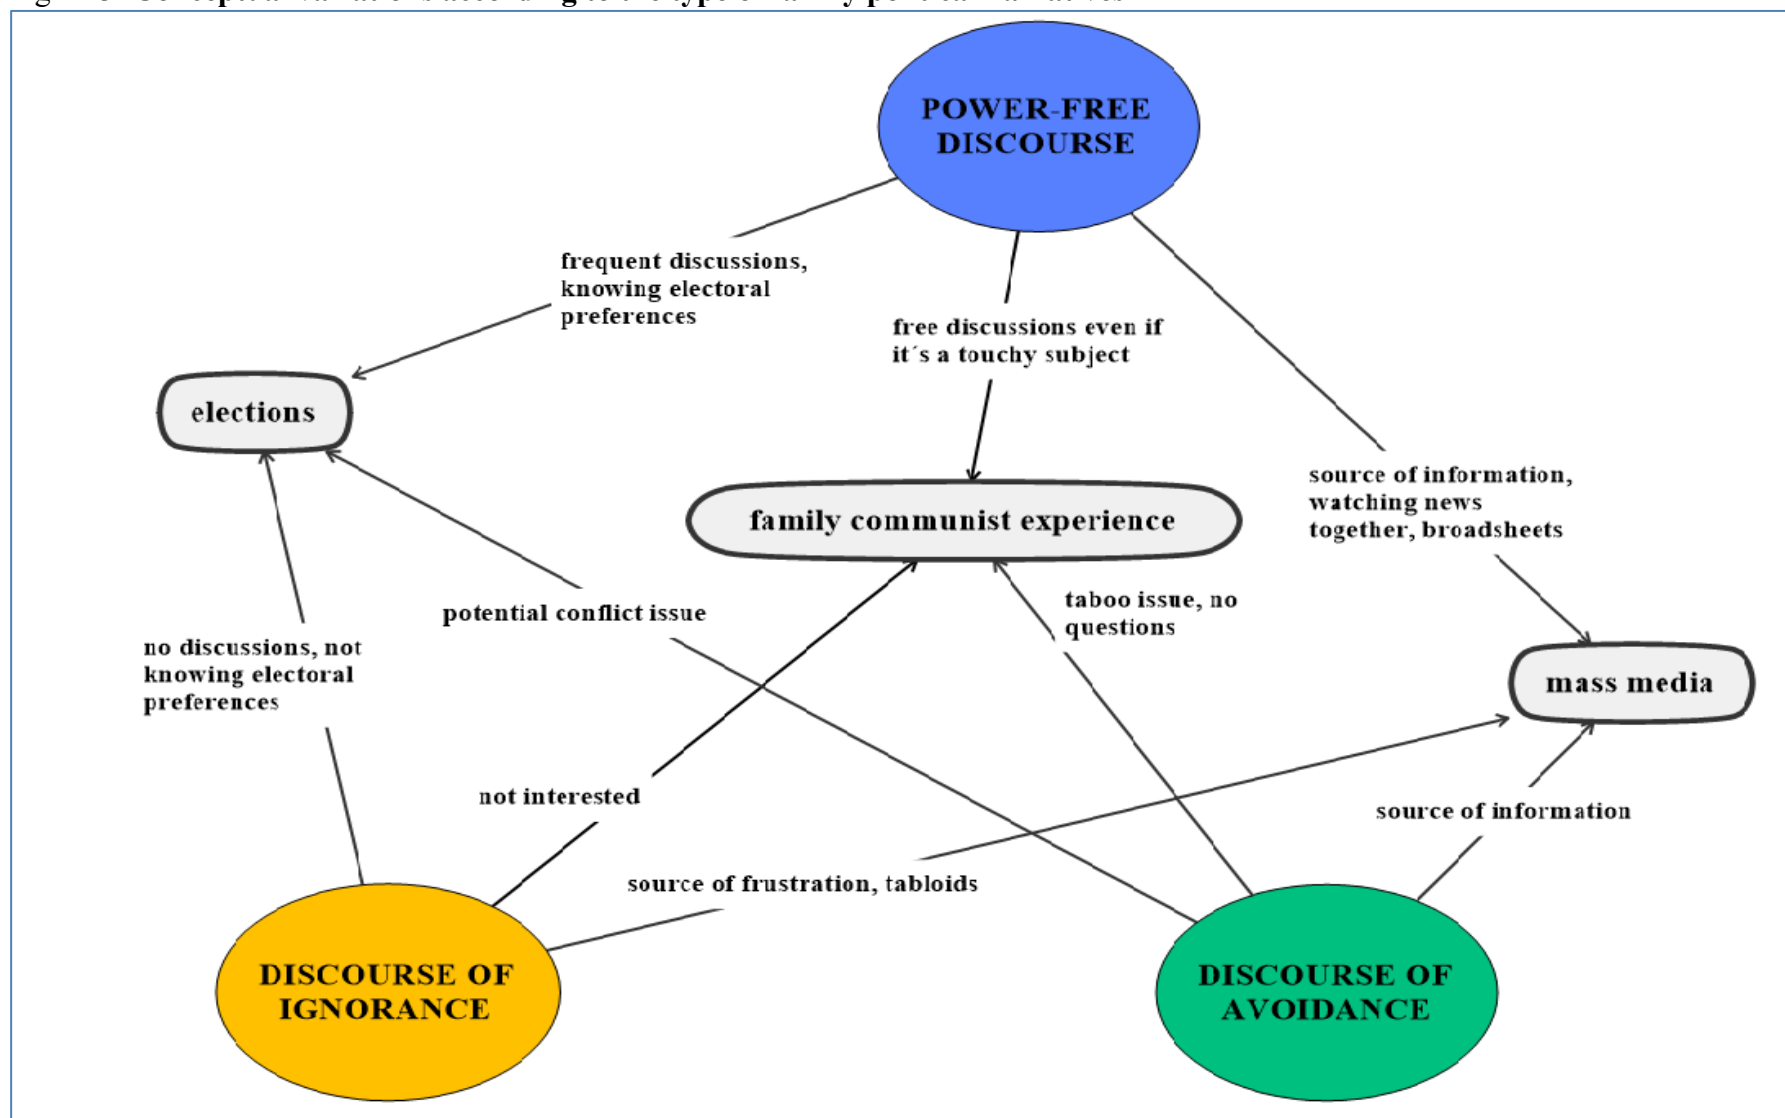 POWER-FREE
DISCOURSE
frequent discussions,
knowing electoral
preferences
free discussions even if
it´s a touchy subject
elections
source of information,
watching news
together, broadsheets
family communist experience
potential conflict issue
taboo issue, no
questions
no discussions, not
knowing electoral
preferences
mass media
not interested
source of information
source of frustration, tabloids
DISCOURSE OF
IGNORANCE
DISCOURSE OF
AVOIDANCE